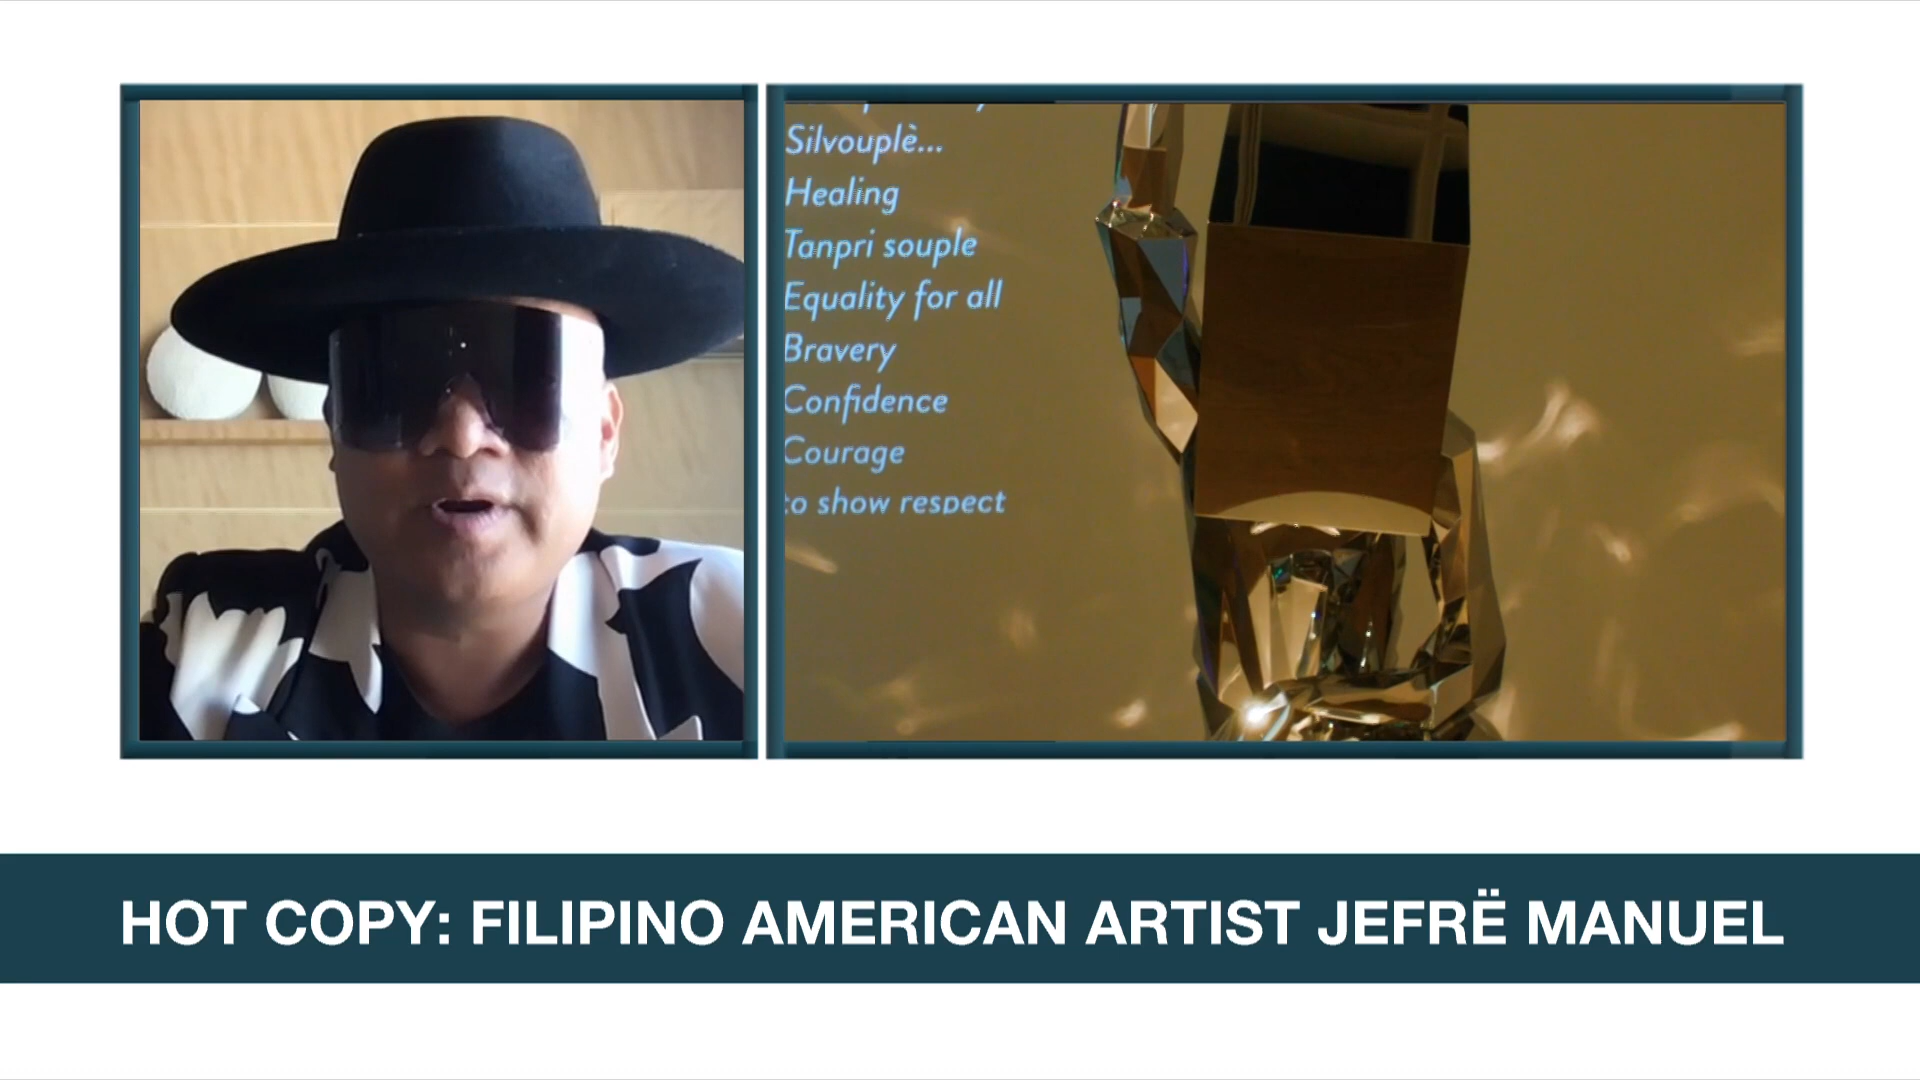 Silvouplè...
Healing
Tanpri souple
Equality for all
Bravery
Confidence
Courage
to show respect
HOT COPY: FILIPINO AMERICAN ARTIST JEFRË MANUEL